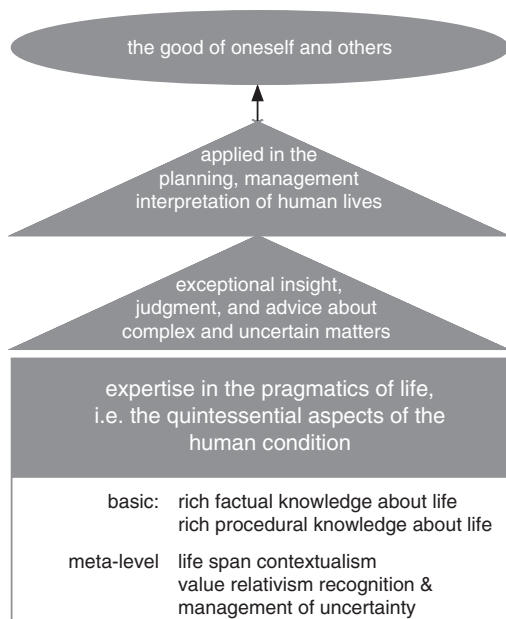 the good of oneself and others
applied in the
planning, management
interpretation of human lives
exceptional insight,
judgment, and advice about
complex and uncertain matters
expertise in the pragmatics of life,
i.e. the quintessential aspects of the
human condition
basic: rich factual knowledge about life
rich procedural knowledge about life
meta-level life span contextualism
value relativism recognition &
management of uncertainty